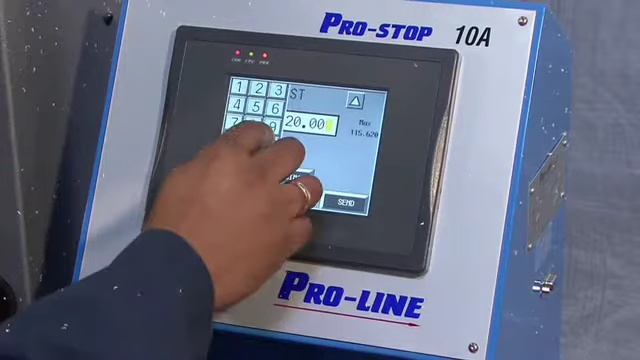 PRO-STOP 10A
1 2 3 ST
4 5 6
20.00
Max
115.620
SEND
PRO-LINE